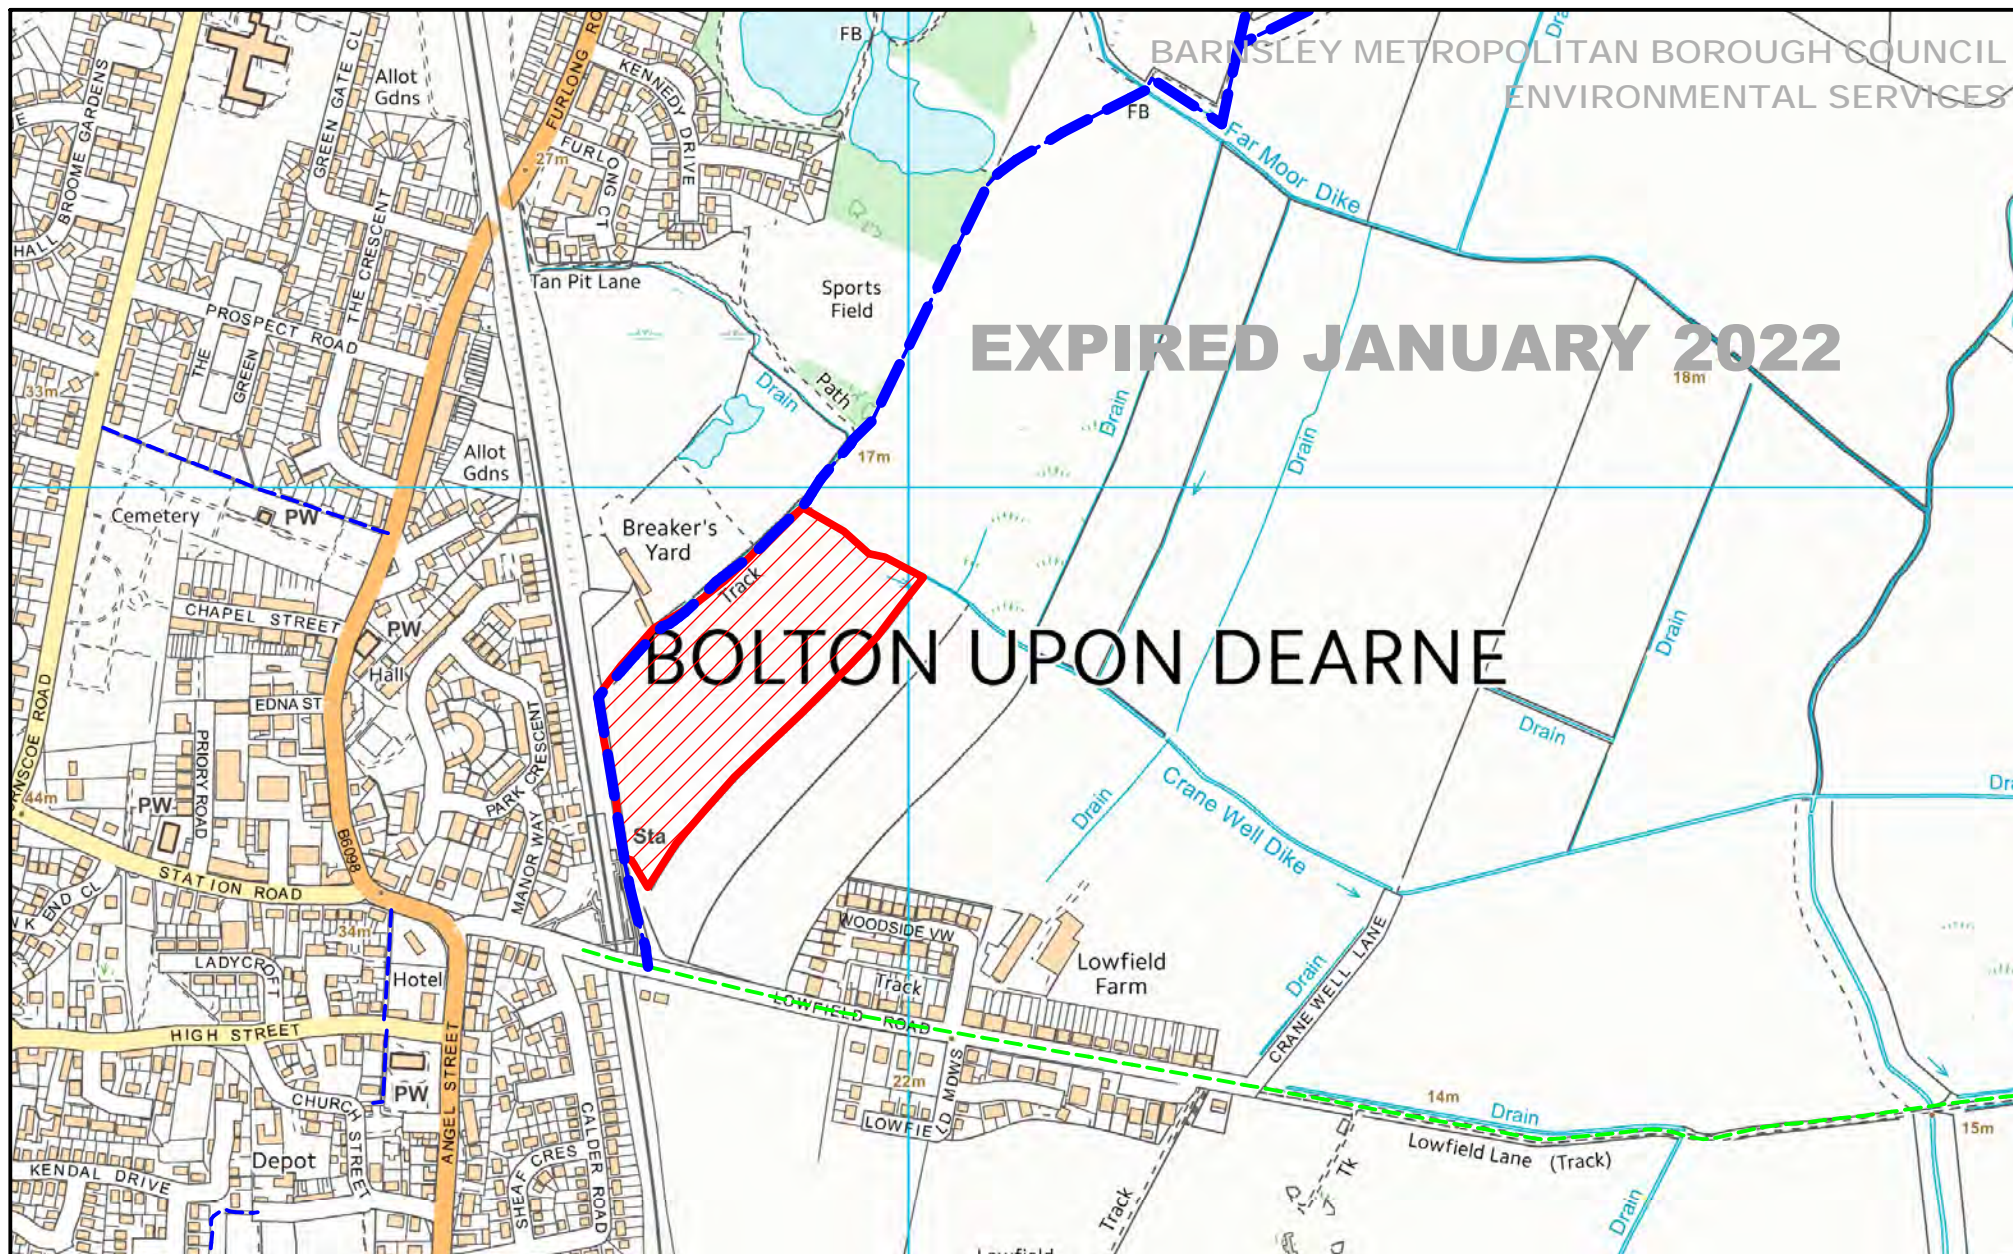 BARNSLEY METROPOLITAN BOROUGH COUNCIL
ENVIRONMENTAL SERVICES
EXPIRED JANUARY 2022
BOLTON UPON DEARNE
FB
Allot
Gdns
GREEN GATE CL
FURLONG RO
KENNEDY DRIVE
HALL BROOME GARDENS
27m
FURLONG CT
FB
Far Moor Dike
THE CRESCENT
Tan Pit Lane
Sports
Field
PROSPECT ROAD
THE
GREEN
33m
Path
Drain
Drain
Drain
18m
Allot
Gdns
17m
Cemetery
PW
Breaker's
Yard
Track
CHAPEL STREET
PW
Hall
EDNA ST
PRIORY ROAD
PARK CRESCENT
MANOR WAY
Drain
Drain
Drain
Crane Well Dike
44m
PW
B6098
Sta
STATION ROAD
END CL
34m
LADYCROFT
Hotel
WOODSIDE VW
Track
Lowfield
Farm
Drain
CRANE WELL LANE
HIGH STREET
LOWFIELD ROAD
ANGEL STREET
CHURCH STREET
PW
22m
LOWFIELD MDWS
14m
Drain
15m
Lowfield Lane (Track)
Depot
KENDAL DRIVE
SHEAF CRES
CALDER ROAD
Track
Tk
Drain